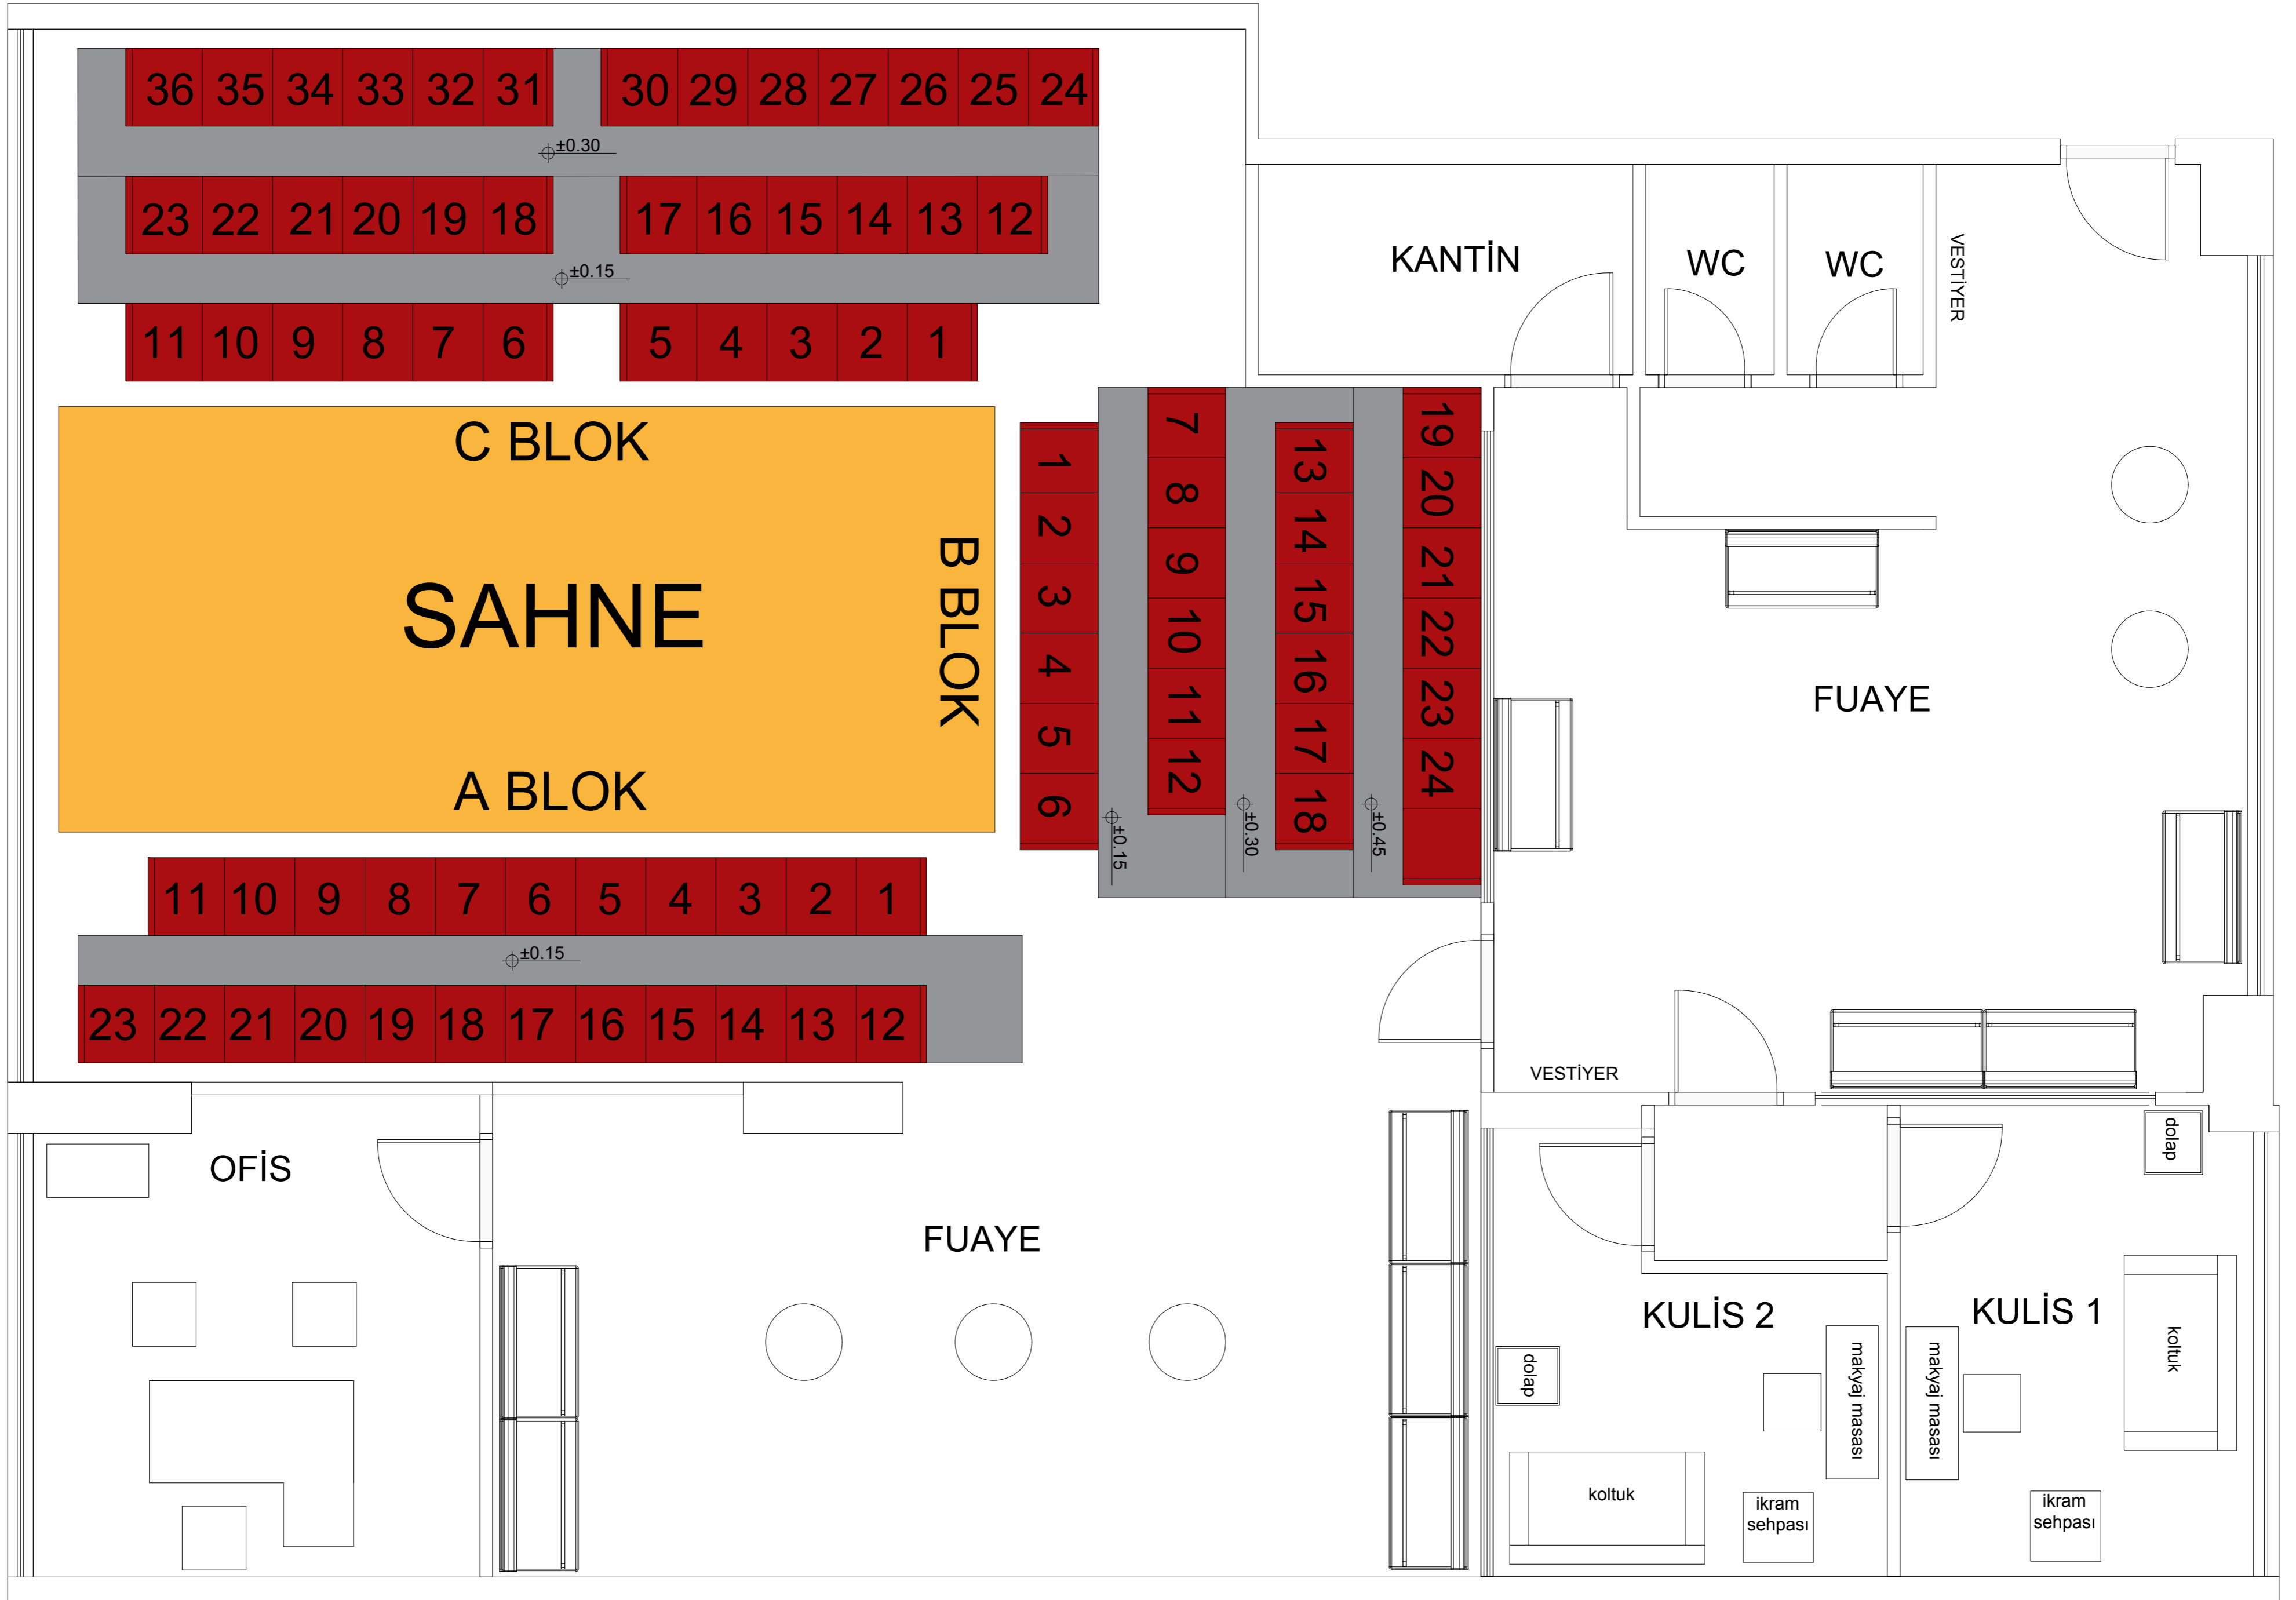 36 35 34 33 32 31 30 29 28 27 26 25 24
±0.30
23 22 21 20 19 18 17 16 15 14 13 12
±0.15
11 10 9 8 7 6 5 4 3 2 1
C BLOK
SAHNE
B BLOK
A BLOK
1 2 3 4 5 6
±0.15
7 8 9 10 11 12
±0.30
13 14 15 16 17 18
±0.45
19 20 21 22 23 24
11 10 9 8 7 6 5 4 3 2 1
±0.15
23 22 21 20 19 18 17 16 15 14 13 12
KANTİN
WC
WC
VESTİYER
FUAYE
VESTİYER
OFİS
FUAYE
KULİS 2
dolap
makyaj masası
koltuk
ikram
sehpası
KULİS 1
dolap
koltuk
makyaj masası
ikram
sehpası